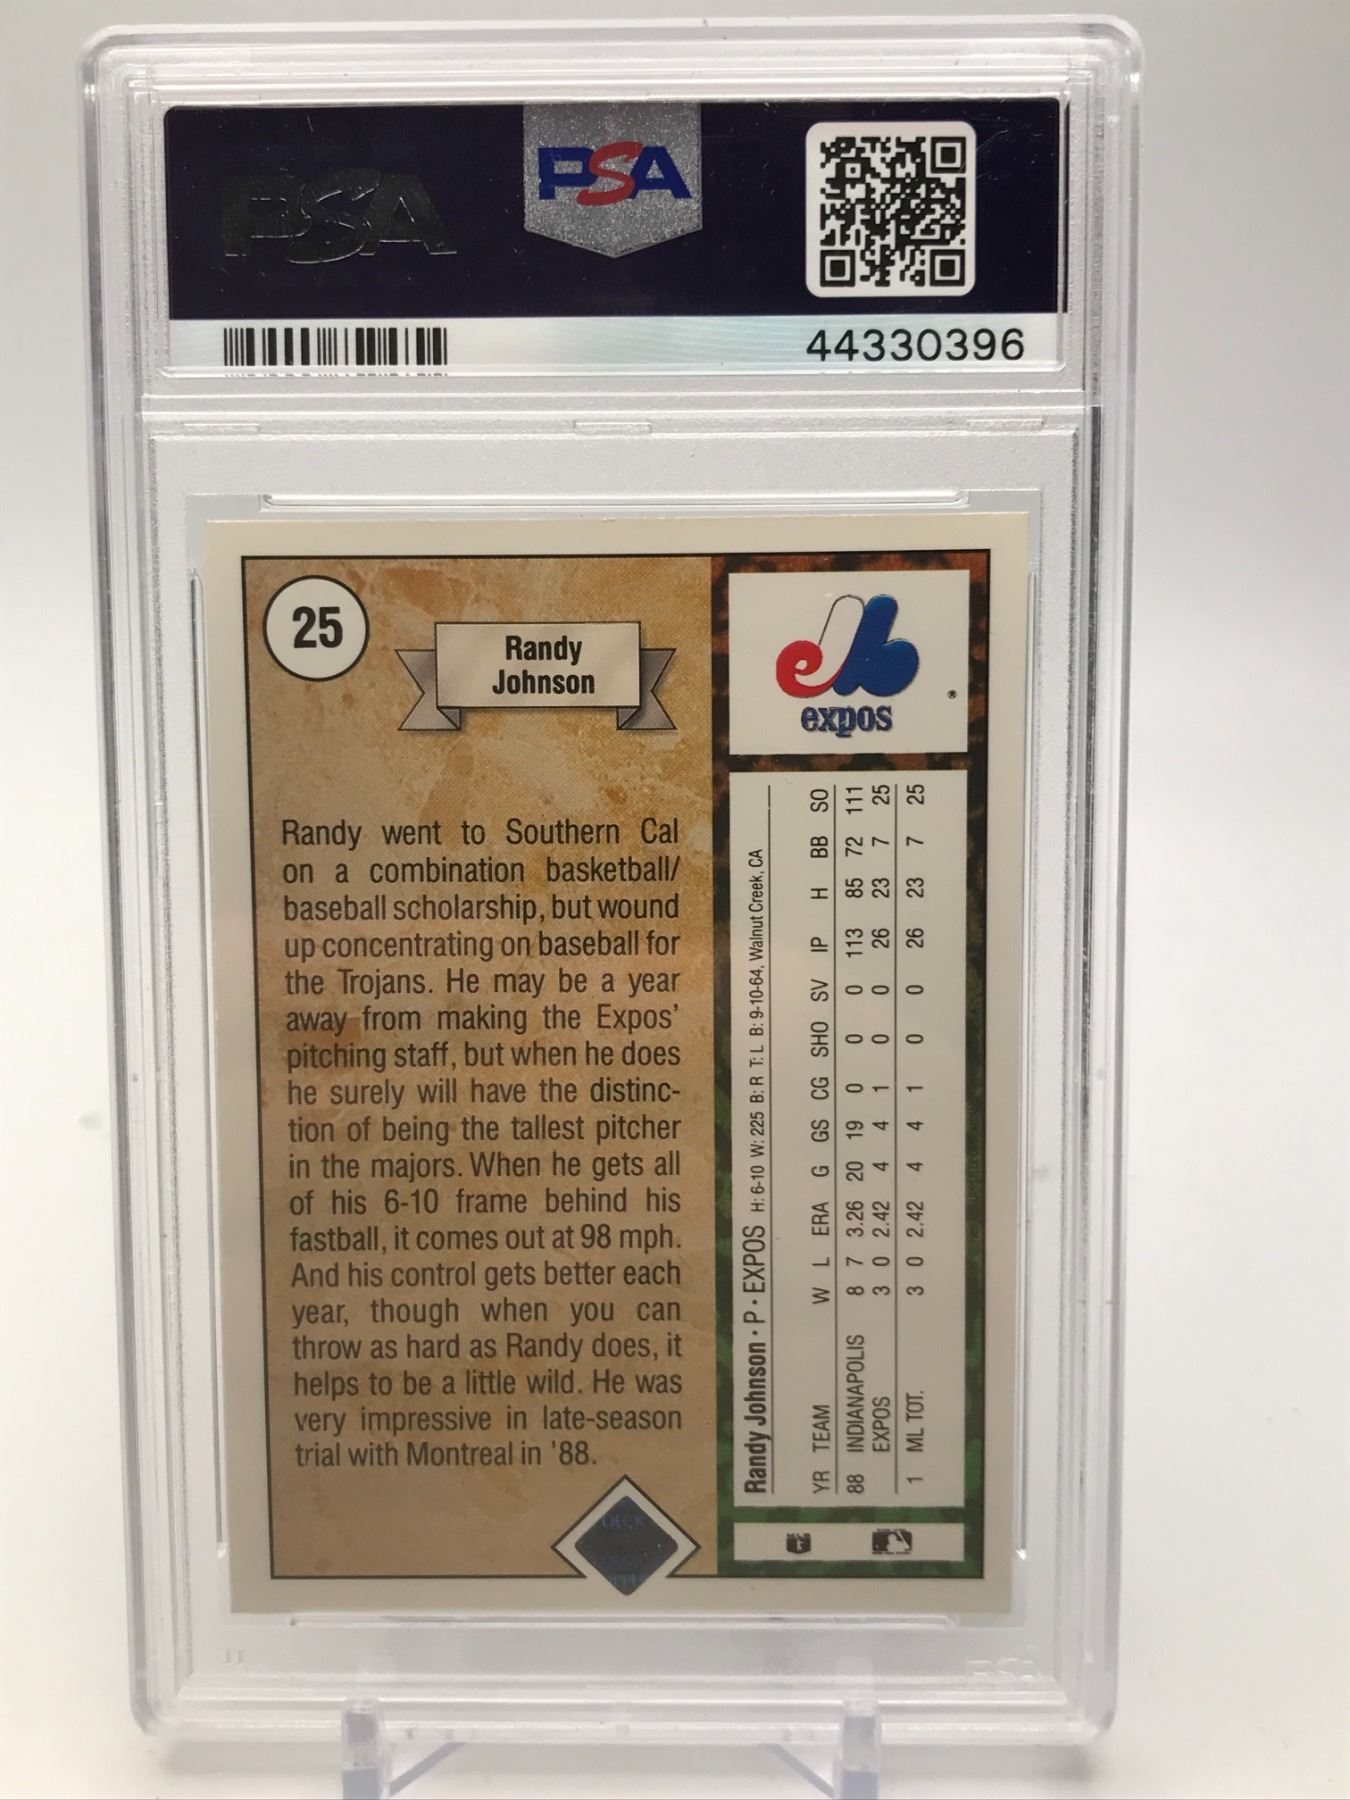 PSA
PSA
44330396
25
Randy
Johnson
expos
Randy went to Southern Cal
on a combination basketball/
baseball scholarship, but wound
up concentrating on baseball for
the Trojans. He may be a year
away from making the Expos'
pitching staff, but when he does
he surely will have the distinc-
tion of being the tallest pitcher
in the majors. When he gets all
of his 6-10 frame behind his
fastball, it comes out at 98 mph.
And his control gets better each
year, though when you can
throw as hard as Randy does, it
helps to be a little wild. He was
very impressive in late-season
trial with Montreal in '88.
DECK
Randy Johnson • P • EXPOS H: 6-10 W: 225 B: R T: L B: 9-10-64, Walnut Creek, CA
YR TEAM W L ERA G GS CG SHO SV IP H BB SO
88 INDIANAPOLIS 8 7 3.26 20 19 0 0 0 113 85 72 111
EXPOS 3 0 2.42 4 4 1 0 0 26 23 7 25
1 ML TOT. 3 0 2.42 4 4 1 0 0 26 23 7 25